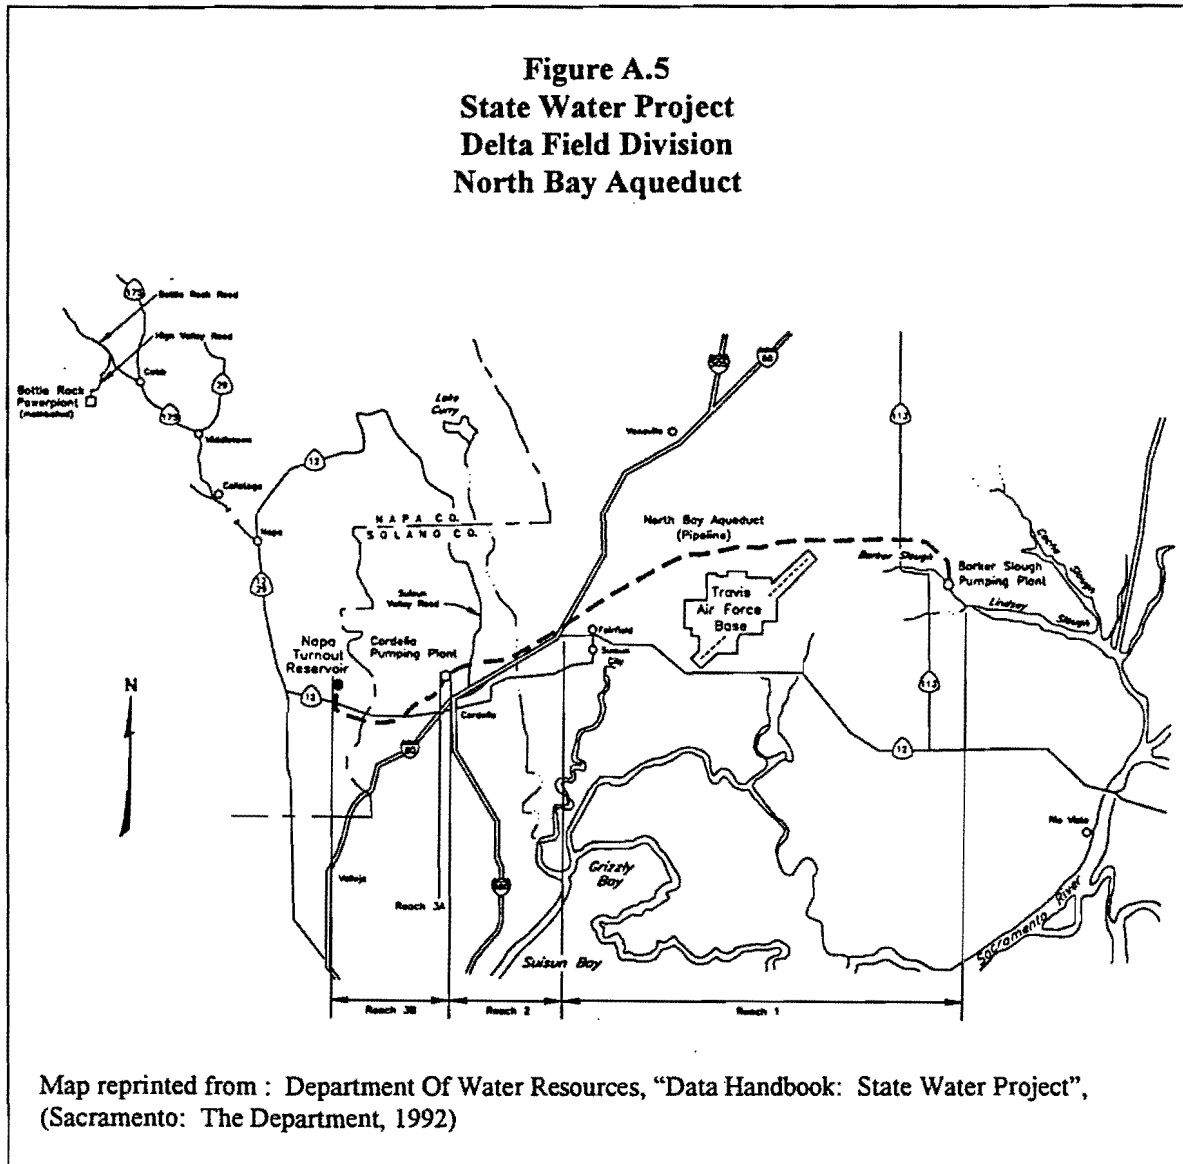 Figure A.5
State Water Project
Delta Field Division
North Bay Aqueduct
175
Bottle Rock Road
High Valley Road
Cobb
29
Bottle Rock
Powerplant
175
Middletown
Lake
Curry
80
113
Vacaville
12
Calistoga
NAPA CO.
SOLANO CO.
North Bay Aqueduct
(Pipeline)
Napa
Barker Slough
Cache Slough
Barker Slough
Pumping Plant
12
29
Suisun
Valley Road
Travis
Air Force
Base
Lindsey Slough
Napa
Turnout
Reservoir
Cordelia
Pumping Plant
Fairfield
Suisun
City
N
12
Cordelia
113
80
12
Rio Vista
Vallejo
Grizzly
Bay
Reach 3A
Sacramento River
Suisun Bay
Reach 3B
Reach 2
Reach 1
Map reprinted from : Department Of Water Resources, “Data Handbook: State Water Project”,
(Sacramento: The Department, 1992)